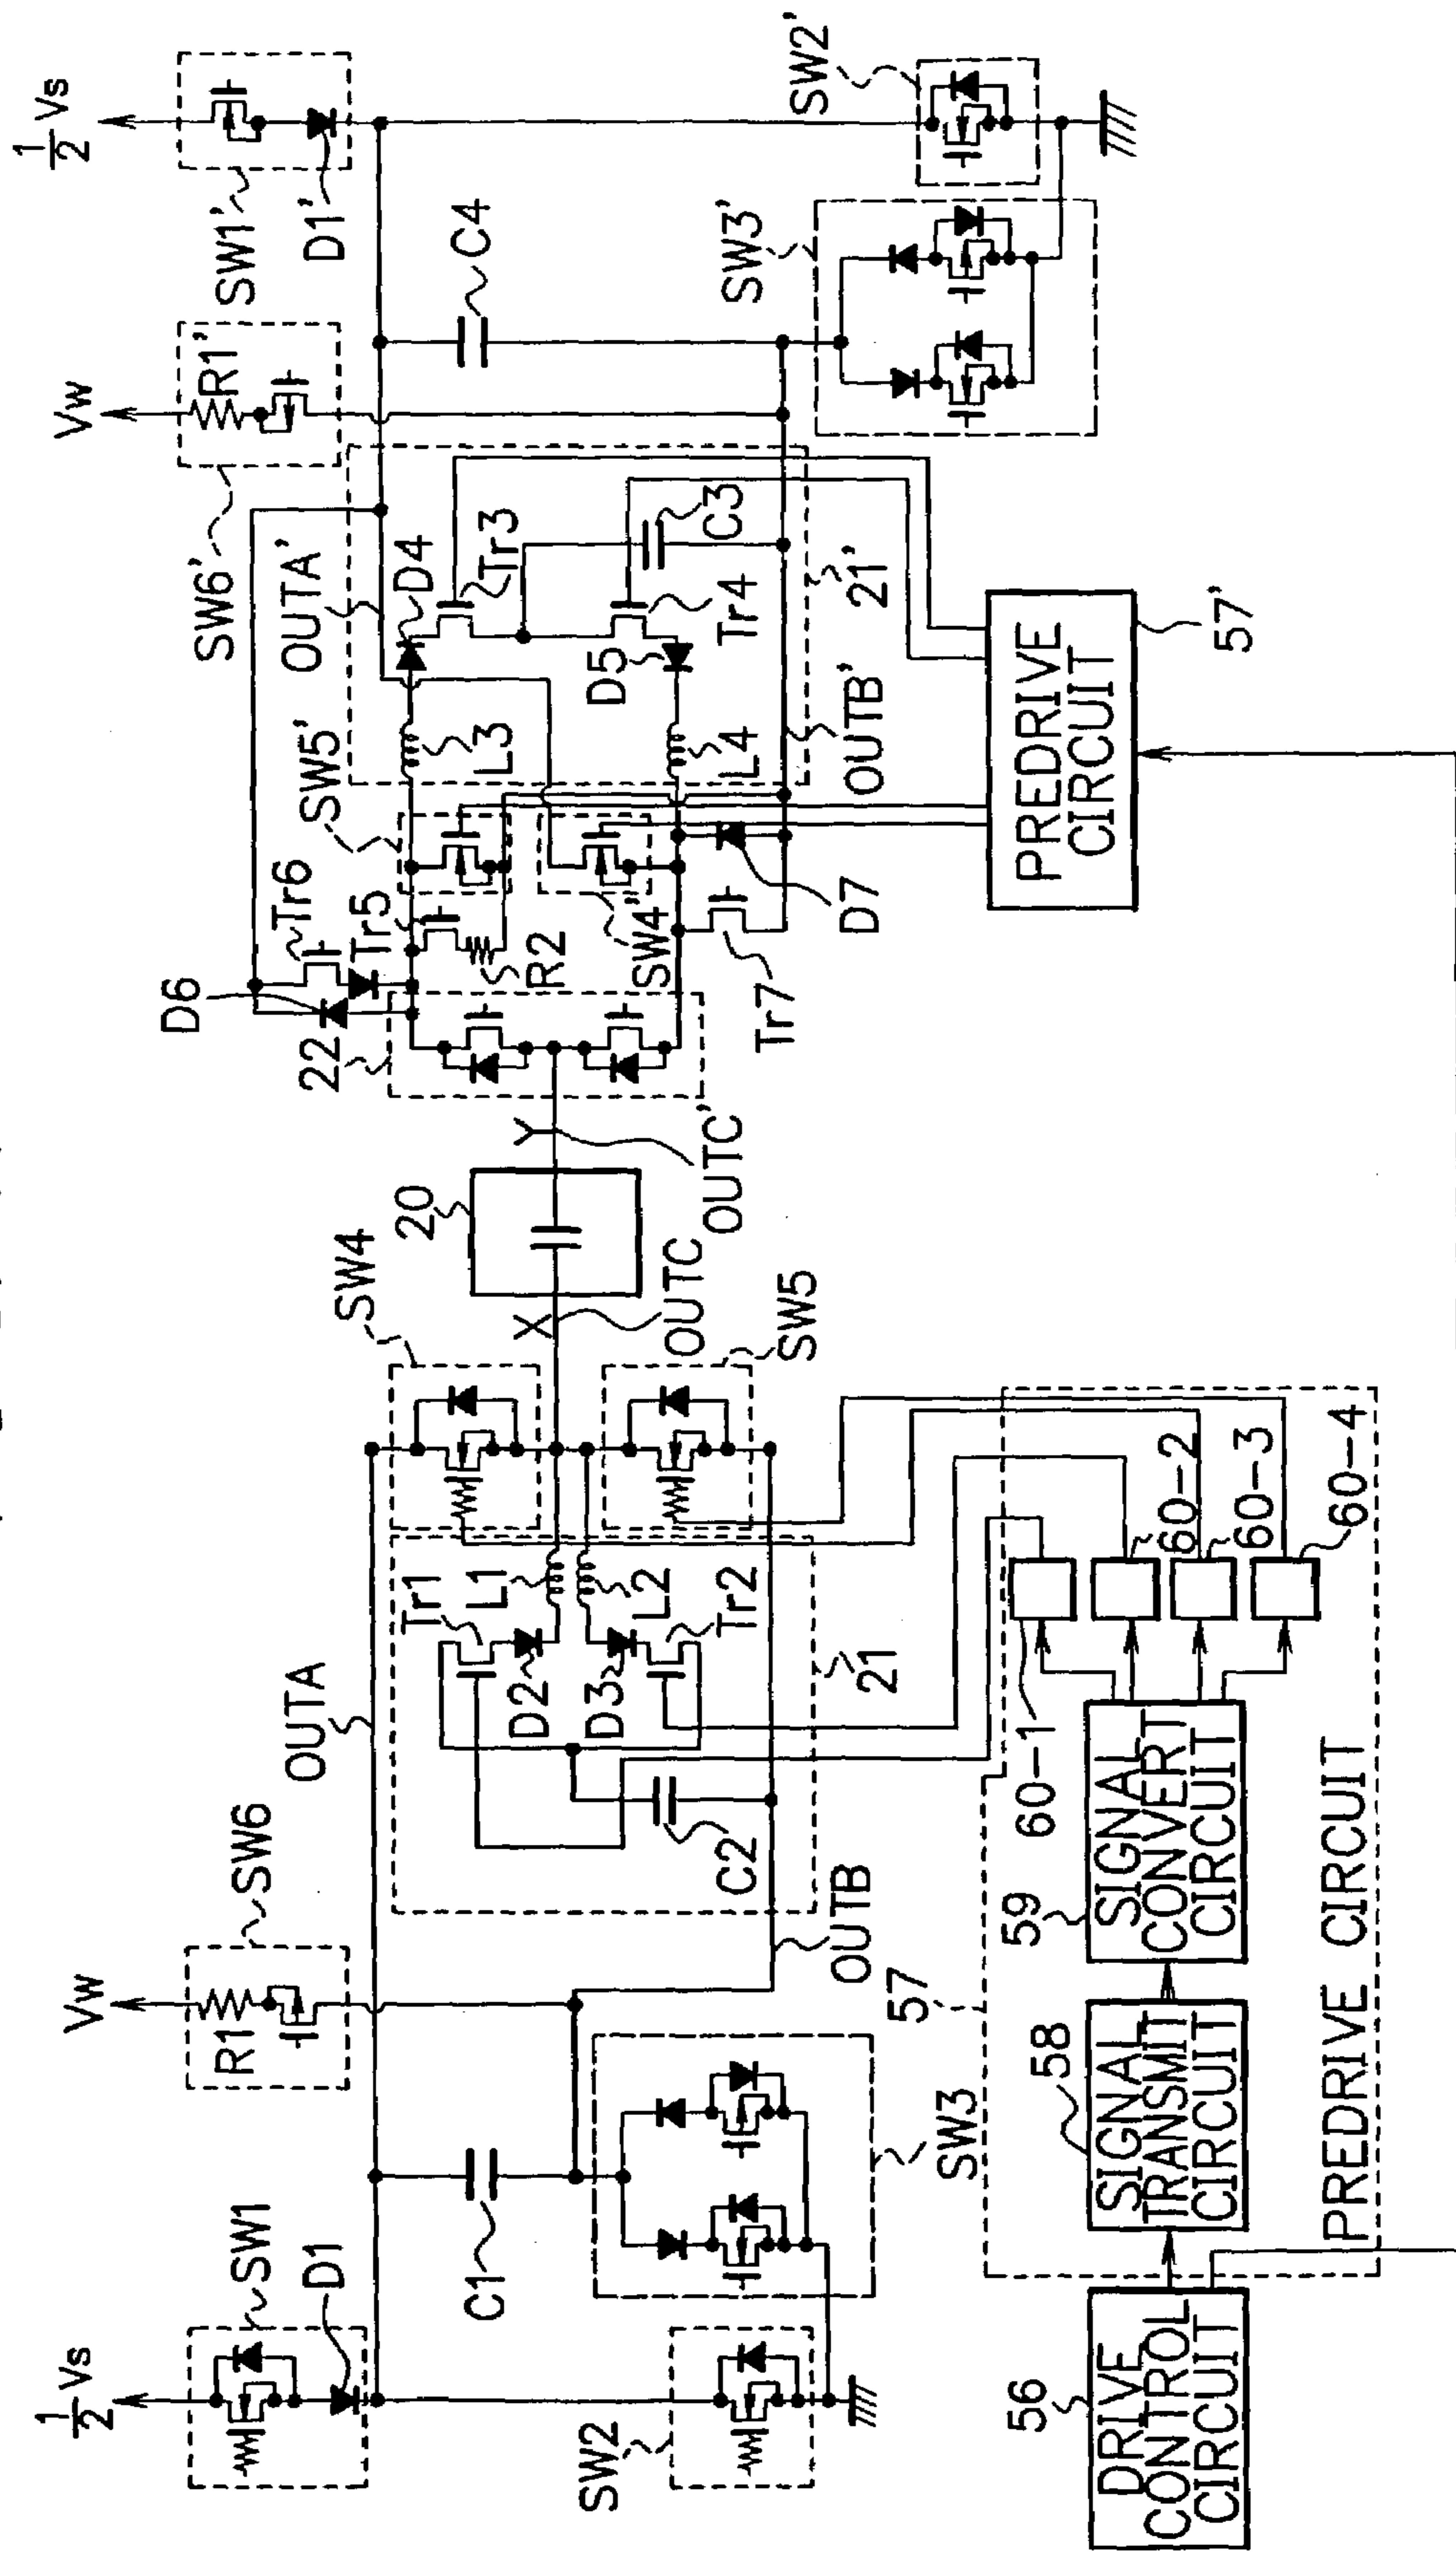 1/2 Vs
SW1
D1
SW2
C1
SW3
Vw
R1
SW6
OUTA
OUTB
Tr1
L1
D2
D3
L2
Tr2
C2
21
SW4
SW5
X
OUTC
20
Y
OUTC'
22
D6
Tr6
Tr5
R2
SW5'
SW4'
Tr7
D7
L3
L4
D4
D5
Tr3
Tr4
C3
21'
OUTA'
OUTB'
SW6'
Vw
R1'
C4
1/2 Vs
SW1'
D1'
SW3'
SW2'
56
DRIVE
CONTROL
CIRCUIT
57
58
SIGNAL
TRANSMIT
CIRCUIT
59
SIGNAL
CONVERT
CIRCUIT
60-1
60-2
60-3
60-4
PREDRIVE CIRCUIT
PREDRIVE
CIRCUIT
57'